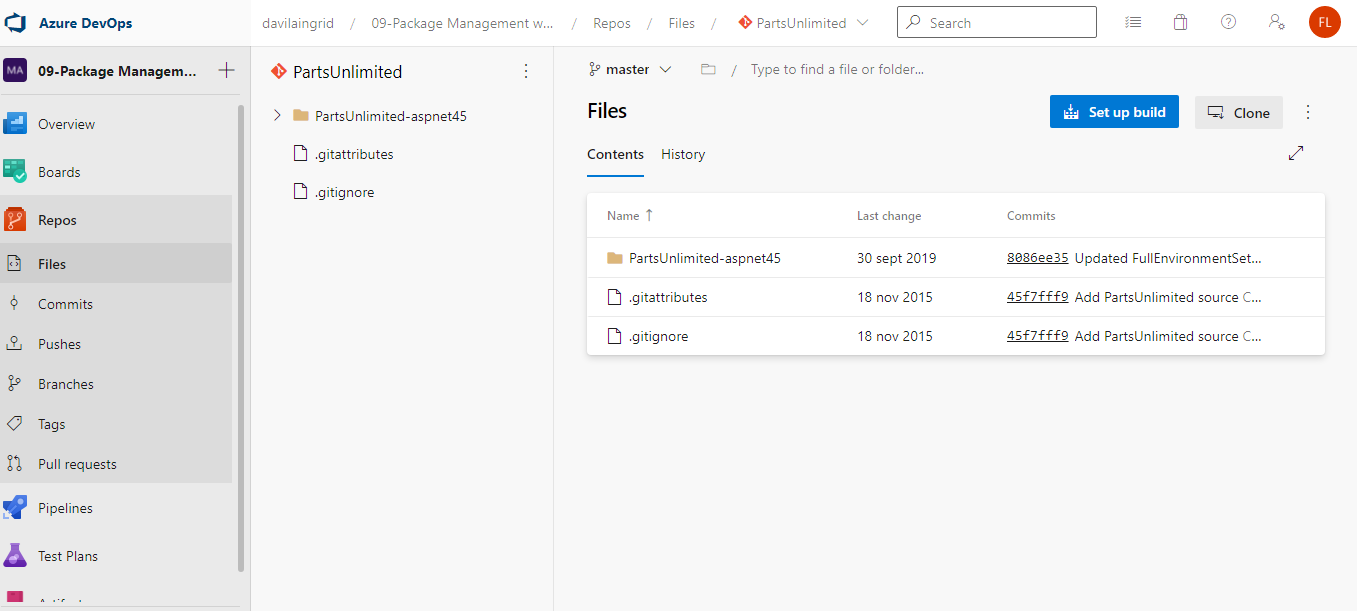 Azure DevOps
davilaingrid / 09-Package Management w... / Repos / Files / PartsUnlimited
Search
FL
MA 09-Package Managem...
Overview
Boards
Repos
Files
Commits
Pushes
Branches
Tags
Pull requests
Pipelines
Test Plans
PartsUnlimited
PartsUnlimited-aspnet45
.gitattributes
.gitignore
master / Type to find a file or folder...
Files
Set up build
Clone
Contents History
Name ↑ Last change Commits
PartsUnlimited-aspnet45 30 sept 2019 8086ee35 Updated FullEnvironmentSet...
.gitattributes 18 nov 2015 45f7fff9 Add PartsUnlimited source C...
.gitignore 18 nov 2015 45f7fff9 Add PartsUnlimited source C...